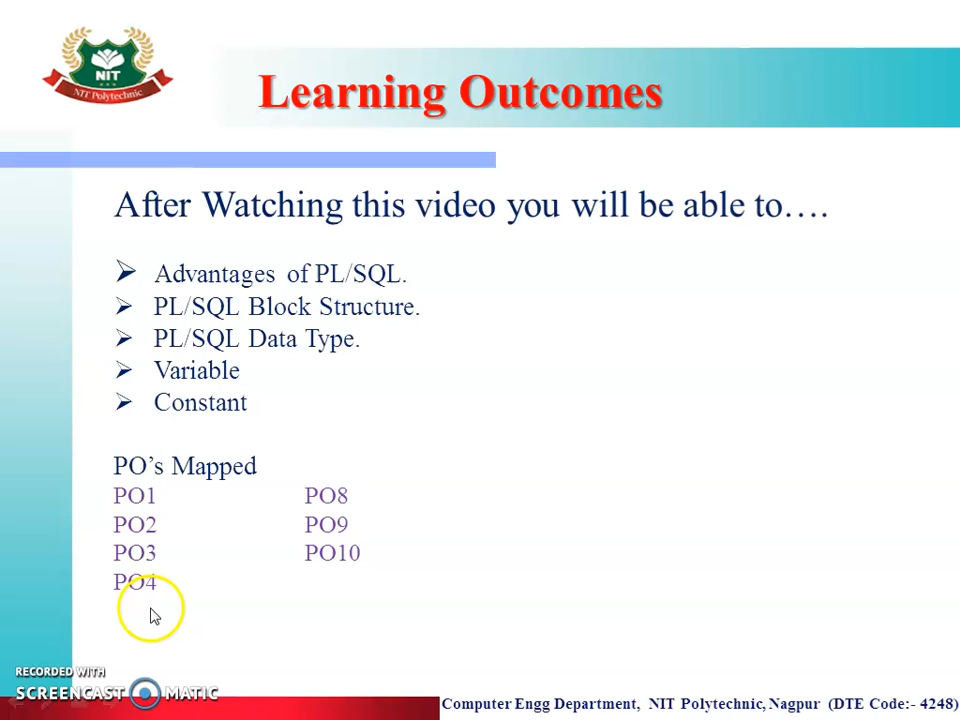 NIT
NIT Polytechnic
Learning Outcomes
After Watching this video you will be able to….
Advantages of PL/SQL.
PL/SQL Block Structure.
PL/SQL Data Type.
Variable
Constant
PO's Mapped
PO1 PO8
PO2 PO9
PO3 PO10
PO4
RECORDED WITH
SCREENCAST MATIC
Computer Engg Department, NIT Polytechnic, Nagpur (DTE Code:- 4248)